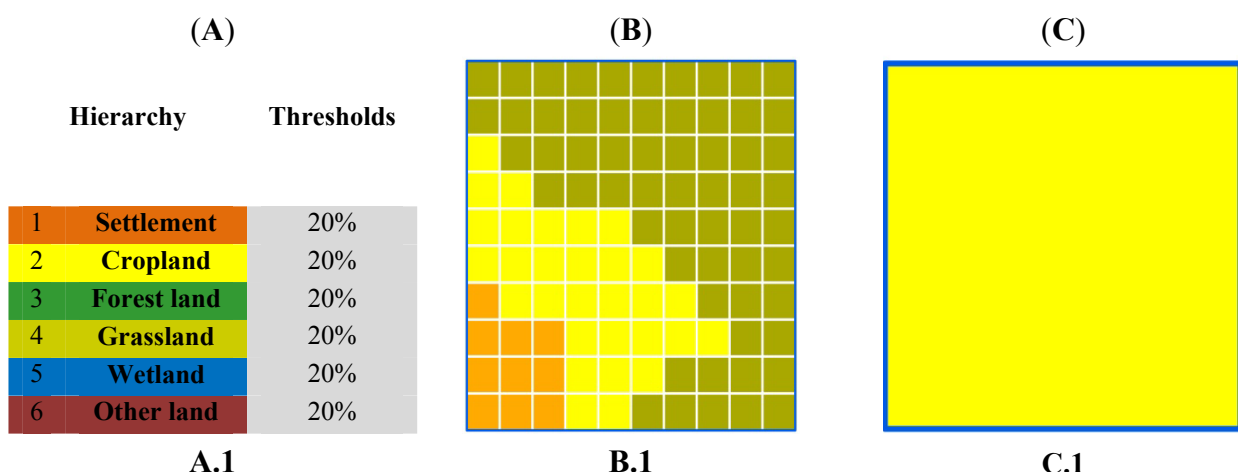 (A) (B) (C)
Hierarchy Thresholds
1 Settlement 20%
2 Cropland 20%
3 Forest land 20%
4 Grassland 20%
5 Wetland 20%
6 Other land 20%
A.1 B.1 C.1